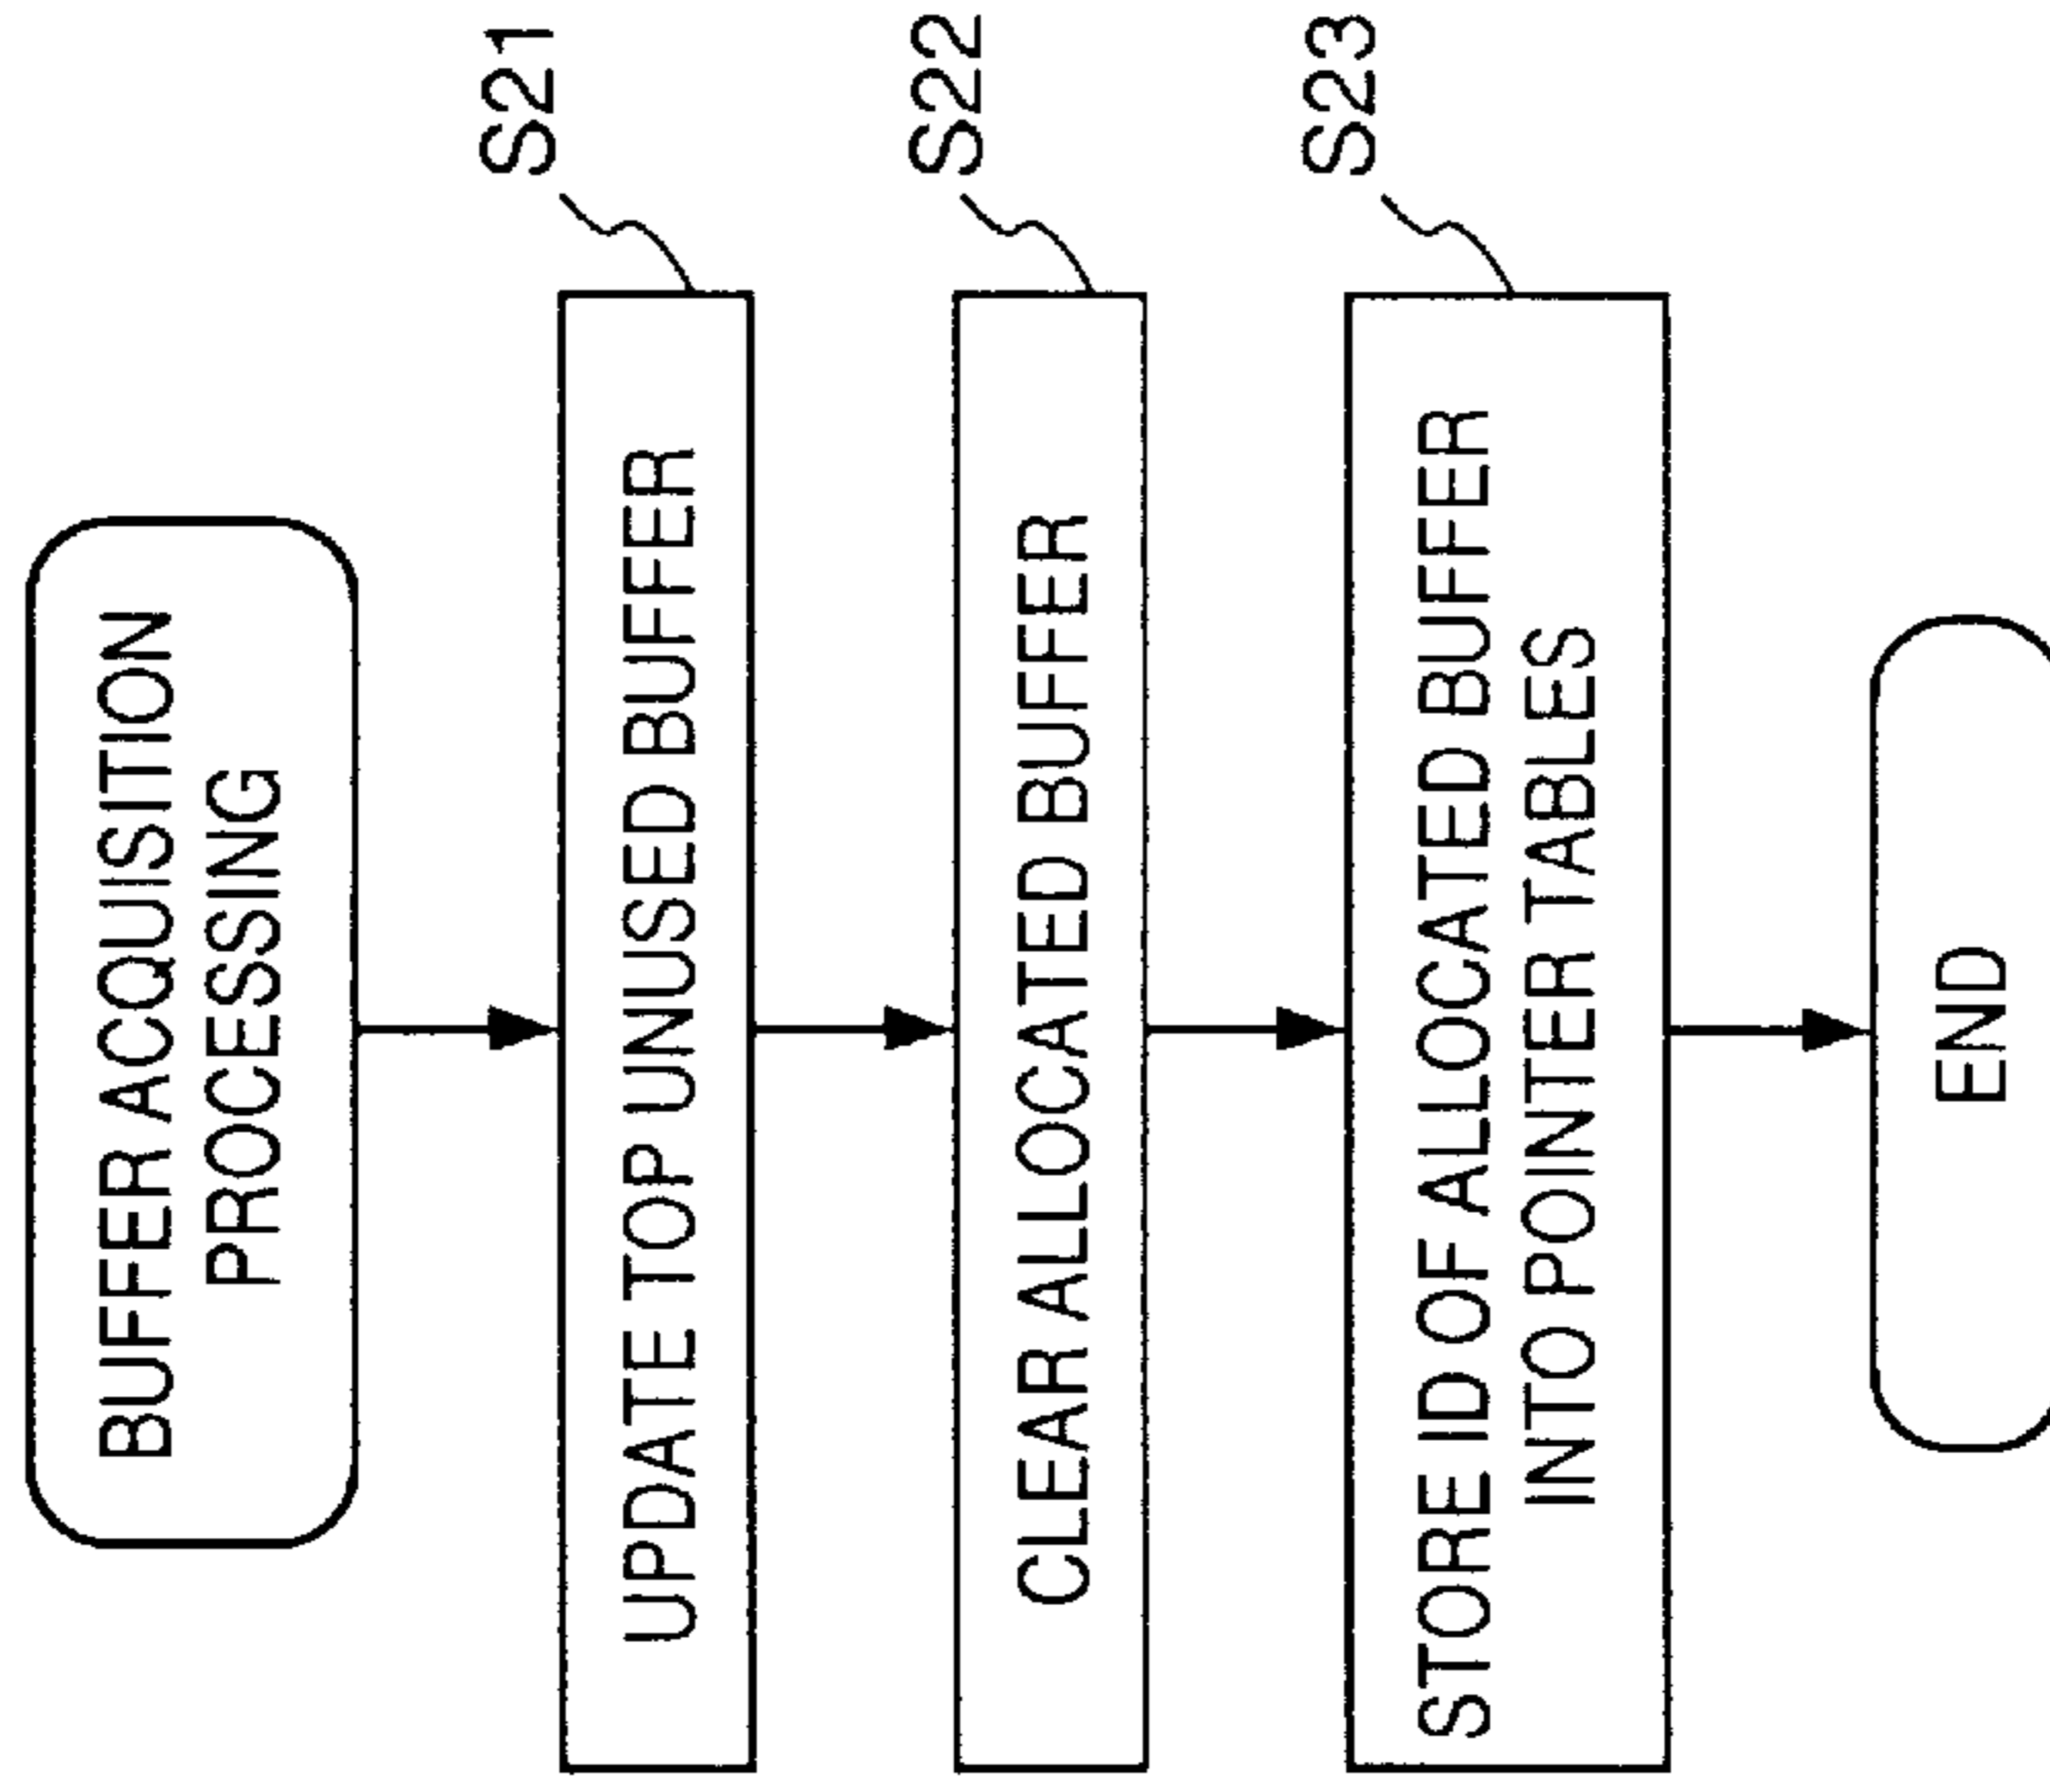 BUFFER ACQUISITION
PROCESSING
S21
UPDATE TOP UNUSED BUFFER
S22
CLEAR ALLOCATED BUFFER
S23
STORE ID OF ALLOCATED BUFFER
INTO POINTER TABLES
END